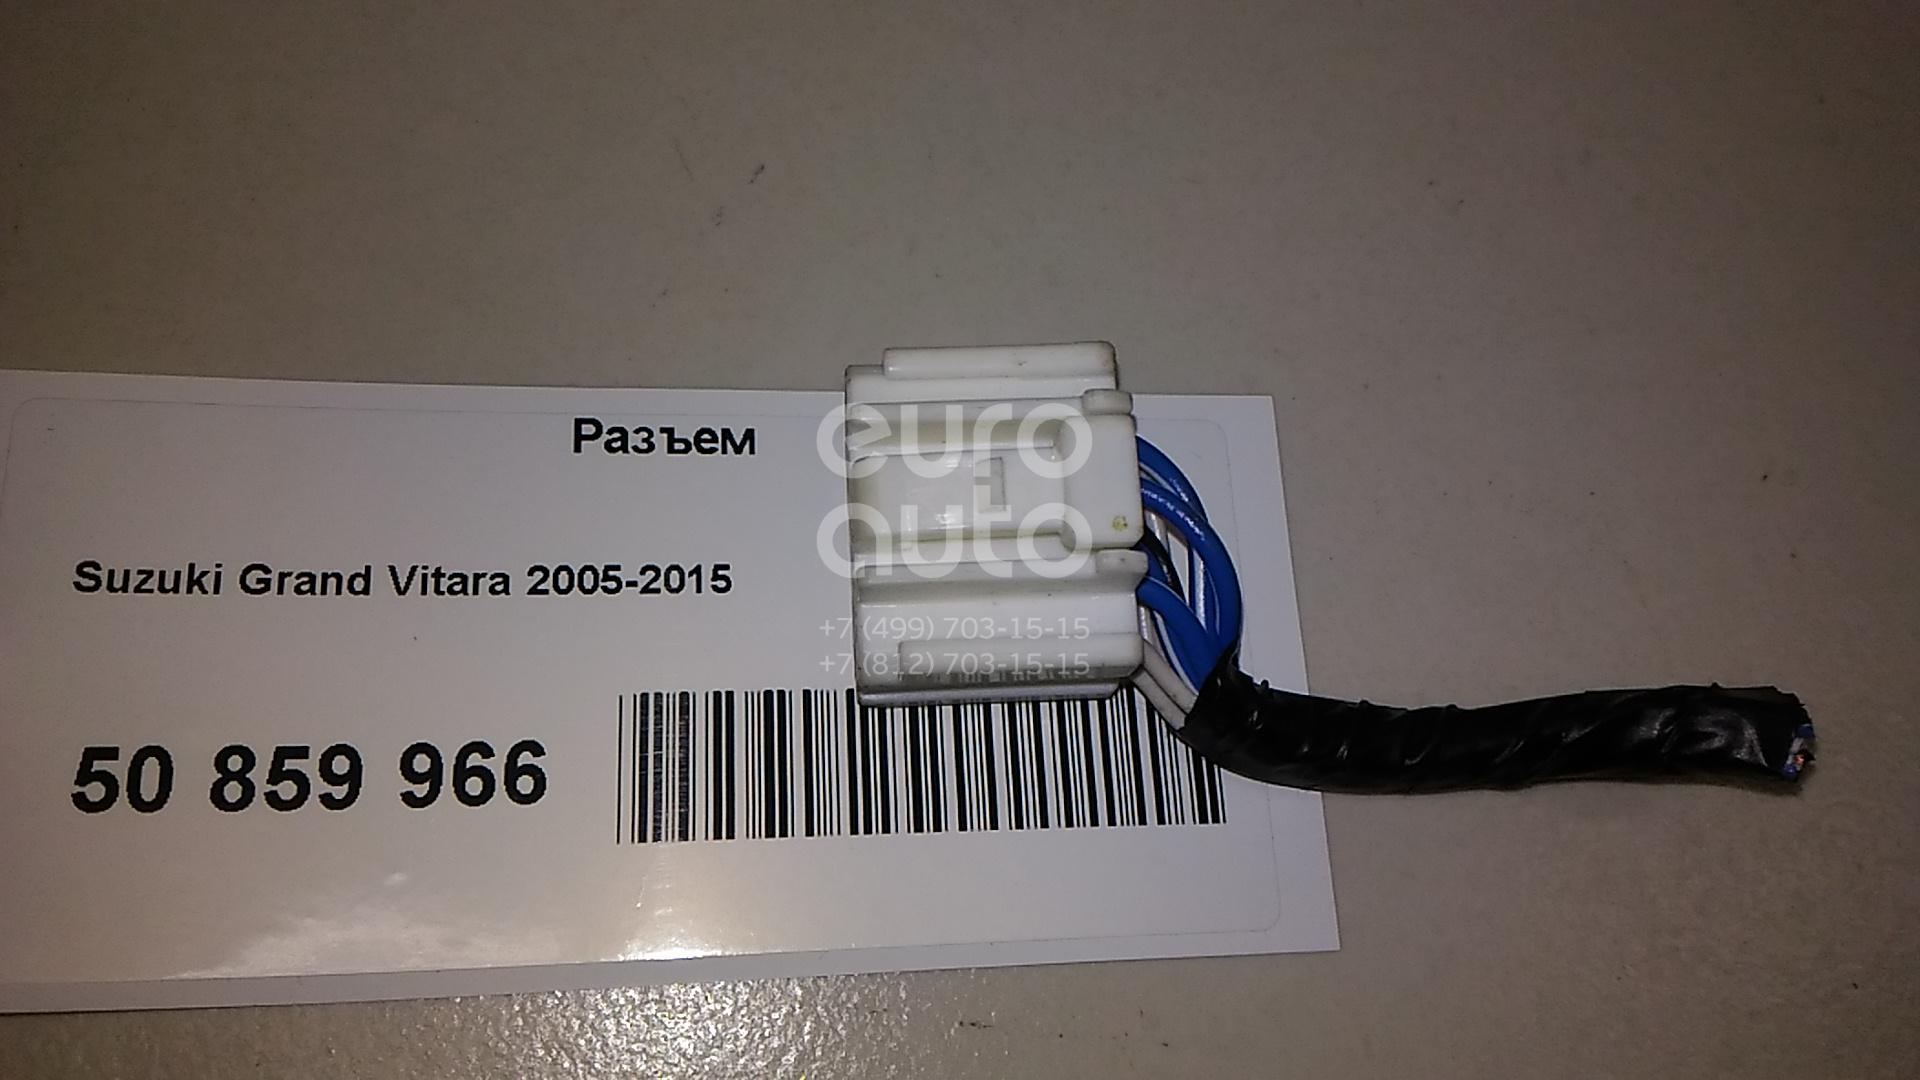 Разъем
Suzuki Grand Vitara 2005-2015
50 859 966
euro
auto
+7 (499) 703-15-15
+7 (812) 703-15-15